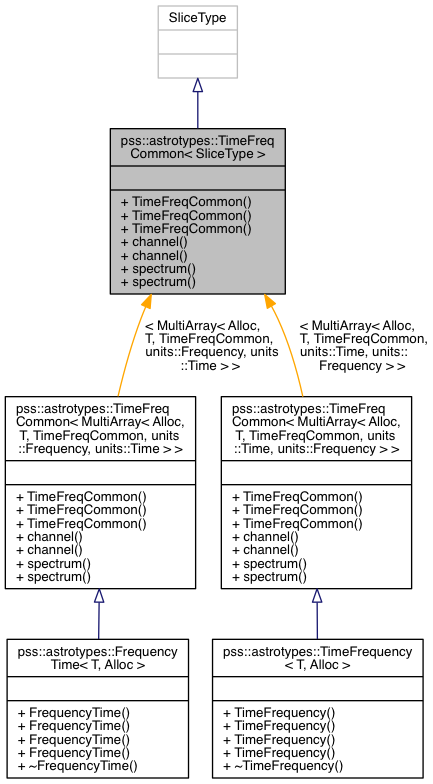 SliceType
pss::astrotypes::TimeFreq
Common< SliceType >
+ TimeFreqCommon()
+ TimeFreqCommon()
+ TimeFreqCommon()
+ channel()
+ channel()
+ spectrum()
+ spectrum()
< MultiArray< Alloc,
T, TimeFreqCommon,
units::Frequency, units
::Time > >
< MultiArray< Alloc,
T, TimeFreqCommon,
units::Time, units::
Frequency > >
pss::astrotypes::TimeFreq
Common< MultiArray< Alloc,
T, TimeFreqCommon, units
::Frequency, units::Time > >
+ TimeFreqCommon()
+ TimeFreqCommon()
+ TimeFreqCommon()
+ channel()
+ channel()
+ spectrum()
+ spectrum()
pss::astrotypes::TimeFreq
Common< MultiArray< Alloc,
T, TimeFreqCommon, units
::Time, units::Frequency > >
+ TimeFreqCommon()
+ TimeFreqCommon()
+ TimeFreqCommon()
+ channel()
+ channel()
+ spectrum()
+ spectrum()
pss::astrotypes::Frequency
Time< T, Alloc >
+ FrequencyTime()
+ FrequencyTime()
+ FrequencyTime()
+ FrequencyTime()
+ ~FrequencyTime()
pss::astrotypes::TimeFrequency
< T, Alloc >
+ TimeFrequency()
+ TimeFrequency()
+ TimeFrequency()
+ TimeFrequency()
+ ~TimeFrequency()